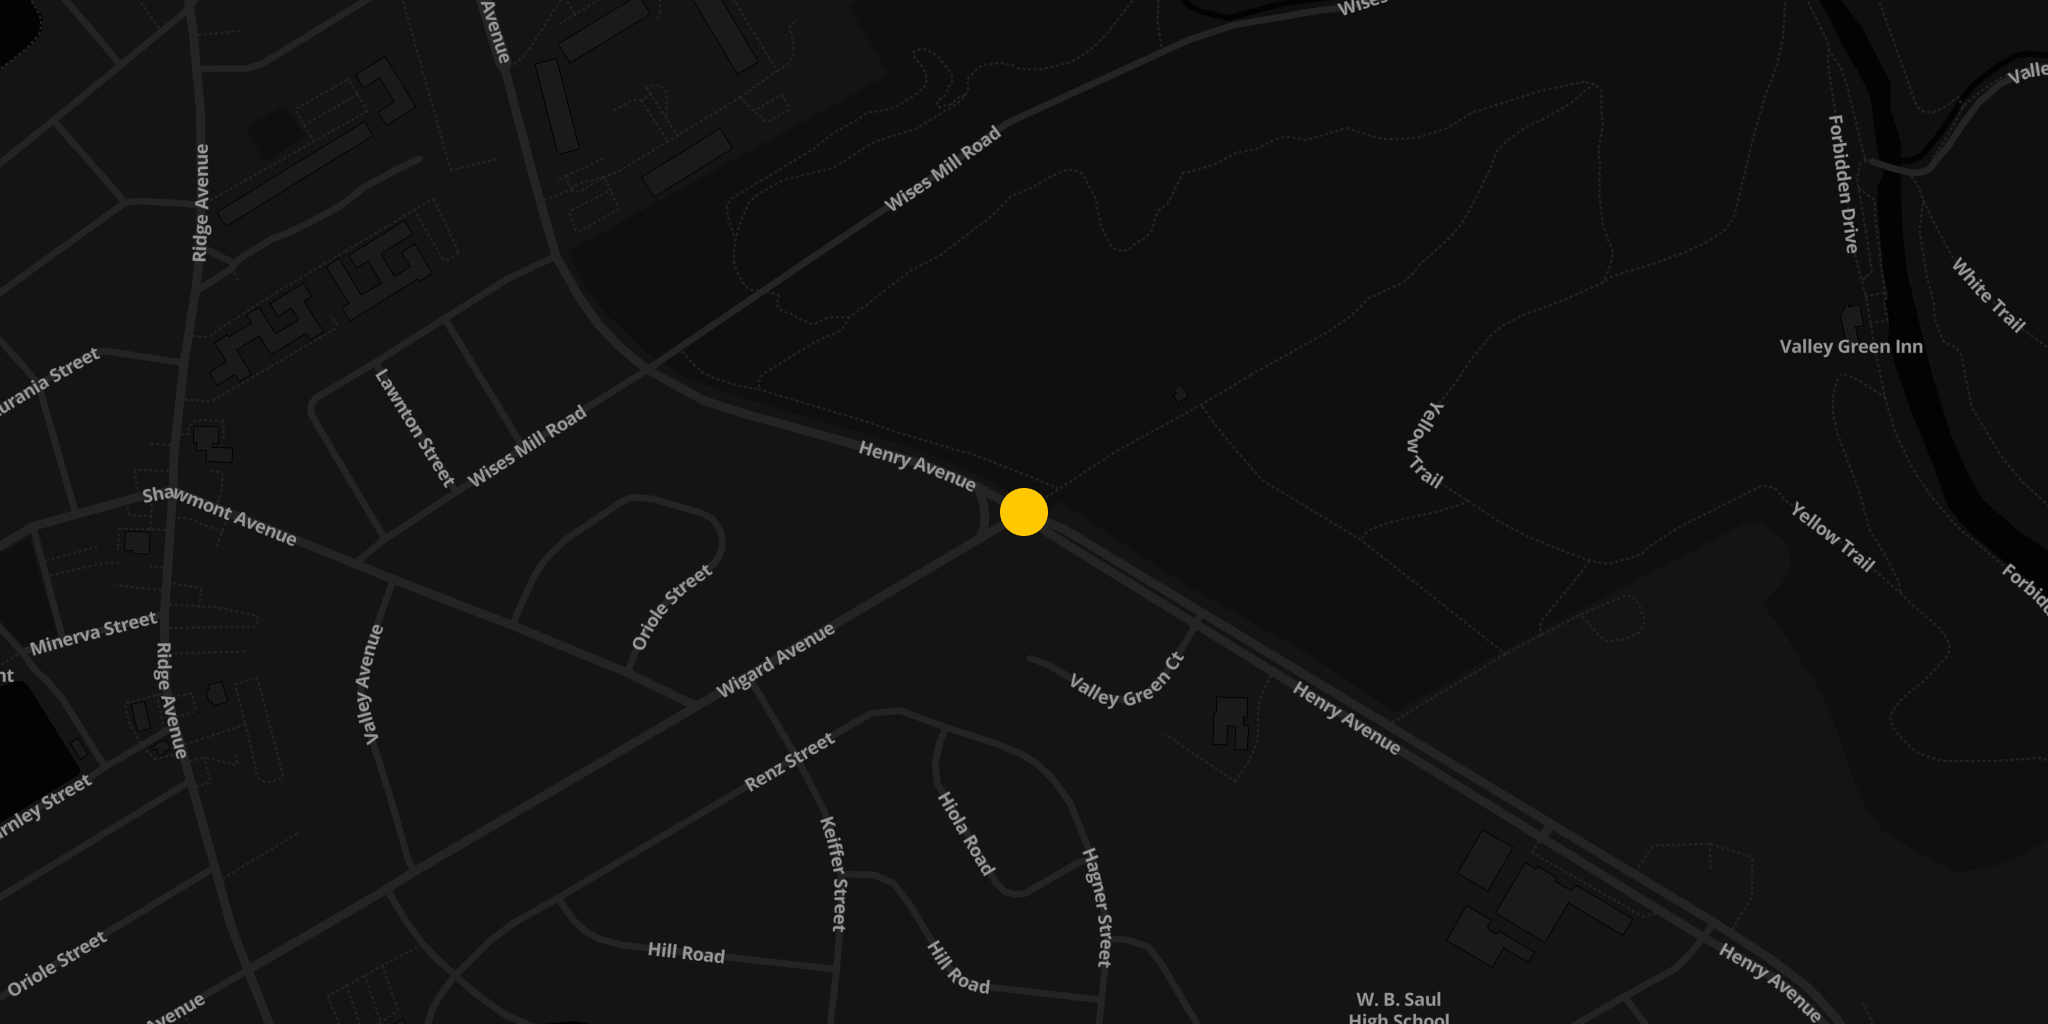 Avenue
Wises
Valle
Ridge Avenue
Wises Mill Road
Forbidden Drive
White Trail
Valley Green Inn
urania Street
Lawnton Street
Wises Mill Road
Henry Avenue
Yellow Trail
Shawmont Avenue
Yellow Trail
Forbid
Oriole Street
Minerva Street
Ridge Avenue
nt
Valley Avenue
Wigard Avenue
Valley Green Ct
Henry Avenue
Renz Street
rnley Street
Hiola Road
Keiffer Street
Hagner Street
Hill Road
Hill Road
Oriole Street
Avenue
Henry Avenue
W. B. Saul
High School